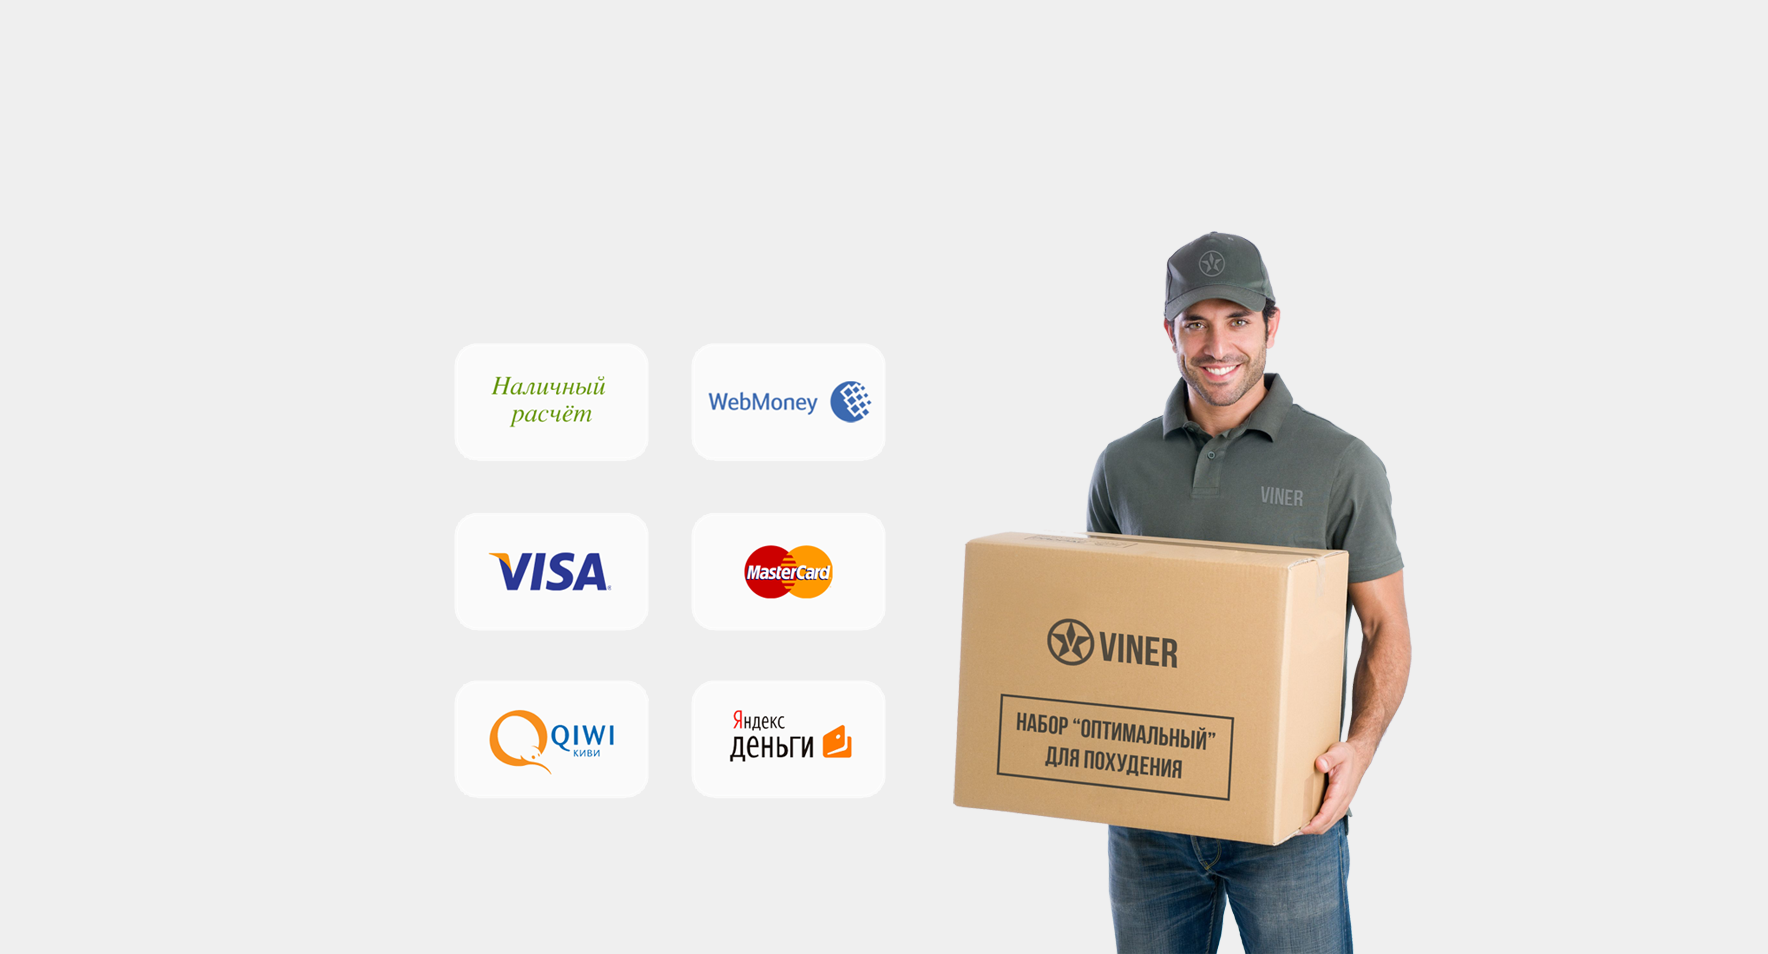 Наличный
расчёт
WebMoney
VISA
MasterCard
QIWI
КИВИ
Яндекс
деньги
VINER
VINER
НАБОР “ОПТИМАЛЬНЫЙ”
ДЛЯ ПОХУДЕНИЯ